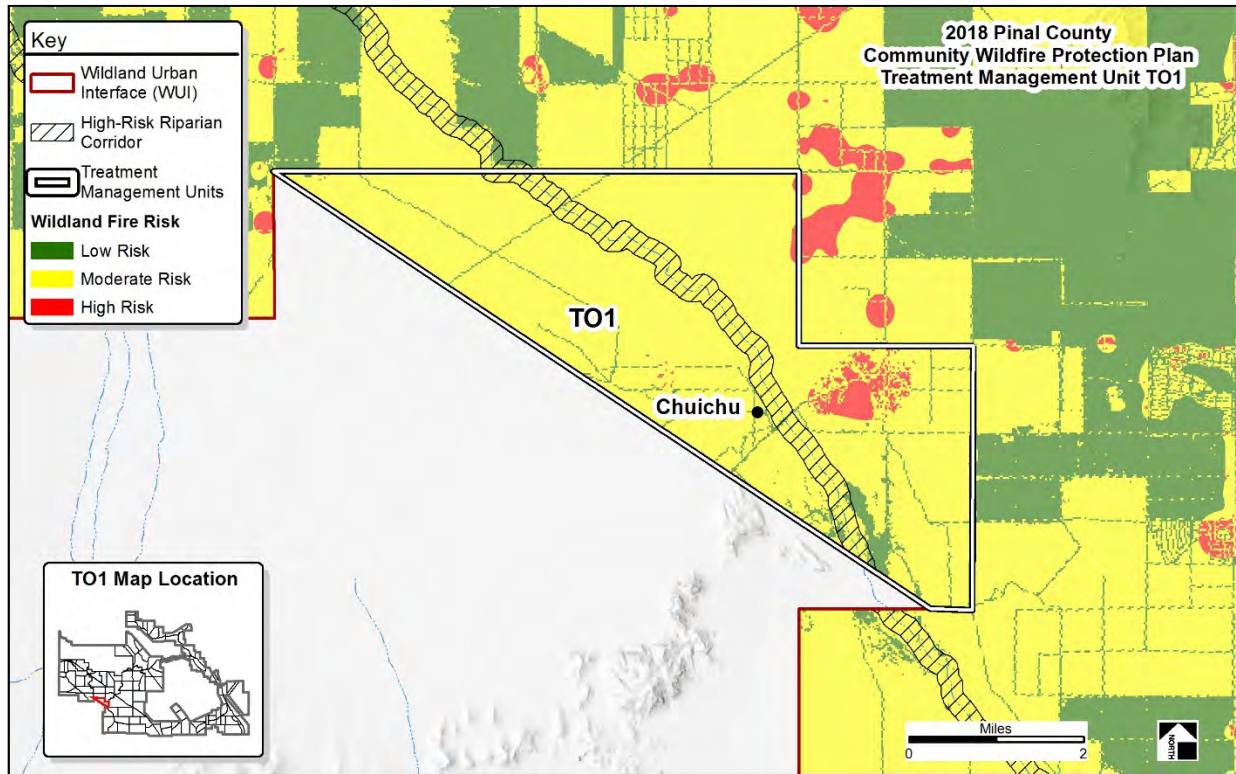 Key
Wildland Urban
Interface (WUI)
High-Risk Riparian
Corridor
Treatment
Management Units
Wildland Fire Risk
Low Risk
Moderate Risk
High Risk
2018 Pinal County
Community Wildfire Protection Plan
Treatment Management Unit TO1
TO1
Chuichu
TO1 Map Location
Miles
0 2
NORTH